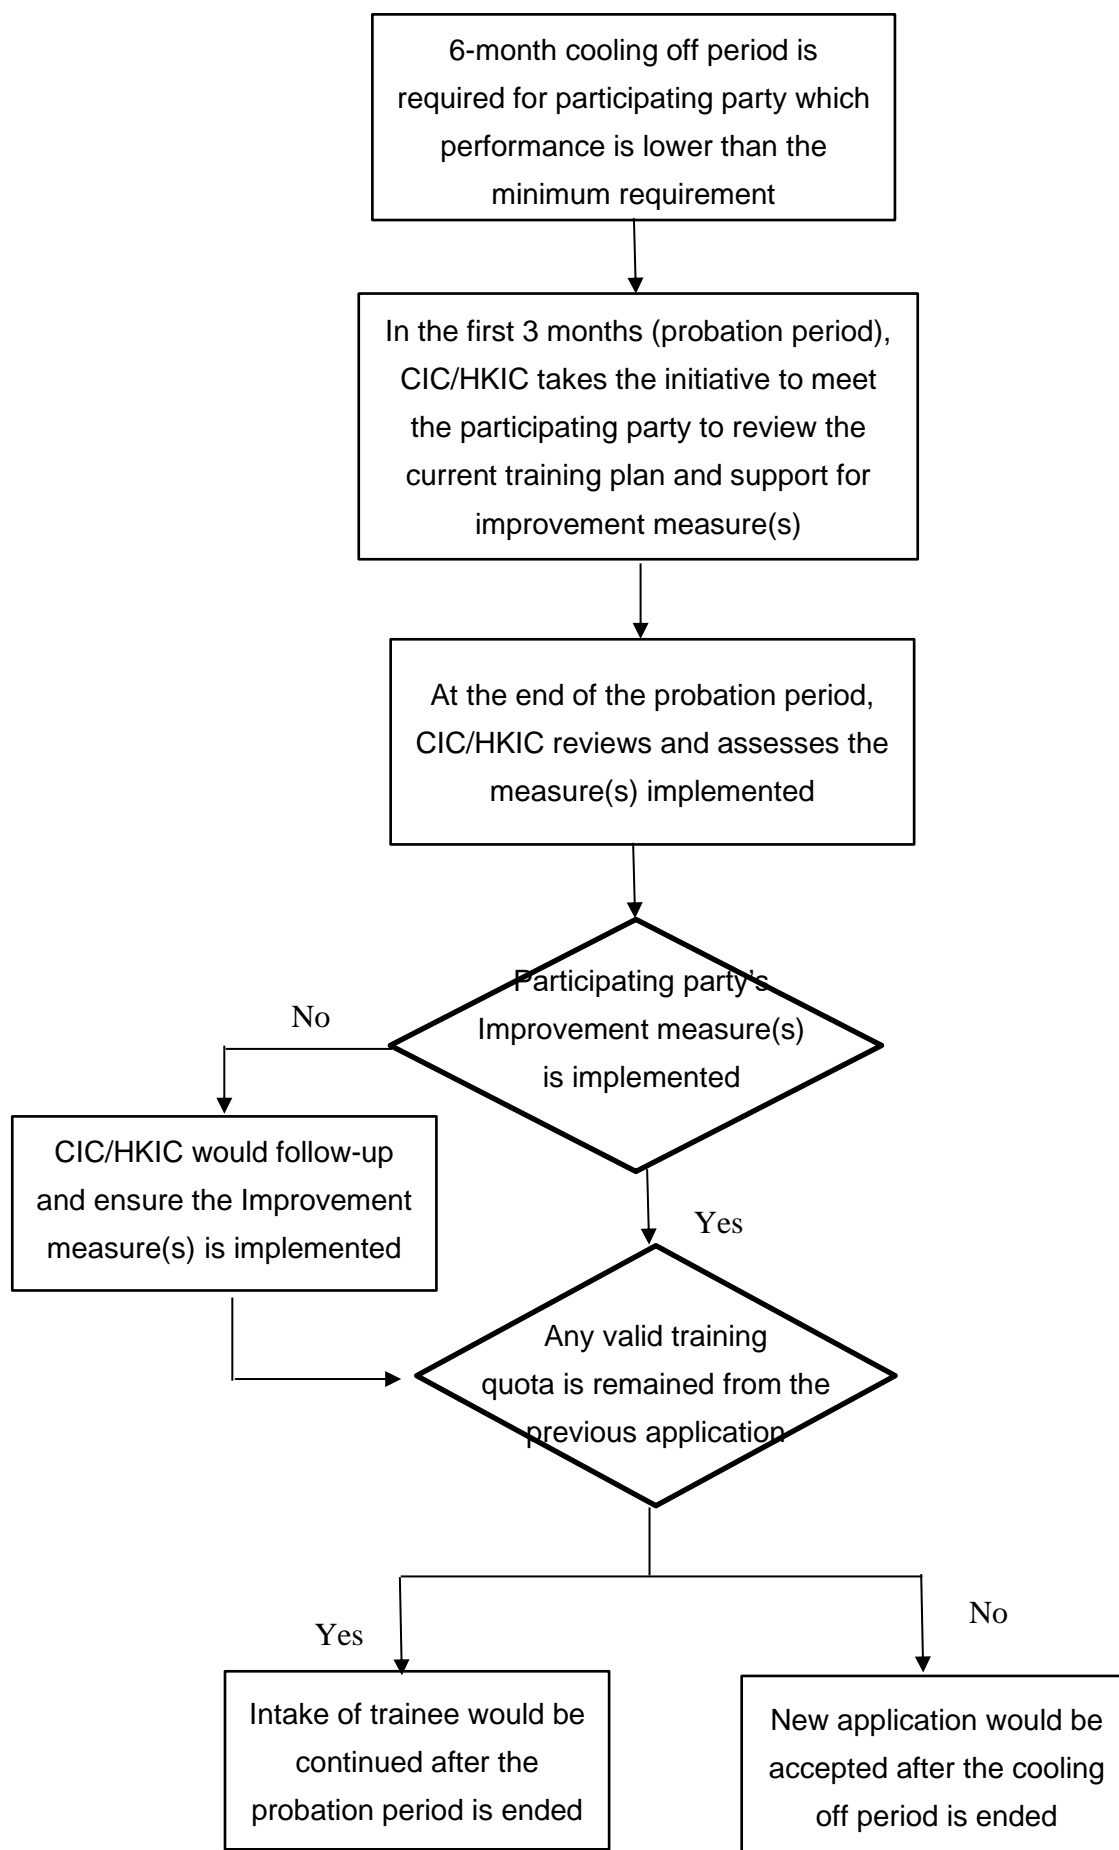 6-month cooling off period is
required for participating party which
performance is lower than the
minimum requirement
In the first 3 months (probation period),
CIC/HKIC takes the initiative to meet
the participating party to review the
current training plan and support for
improvement measure(s)
At the end of the probation period,
CIC/HKIC reviews and assesses the
measure(s) implemented
Participating party’s
Improvement measure(s)
is implemented
No
CIC/HKIC would follow-up
and ensure the Improvement
measure(s) is implemented
Yes
Any valid training
quota is remained from the
previous application
Yes
No
Intake of trainee would be
continued after the
probation period is ended
New application would be
accepted after the cooling
off period is ended